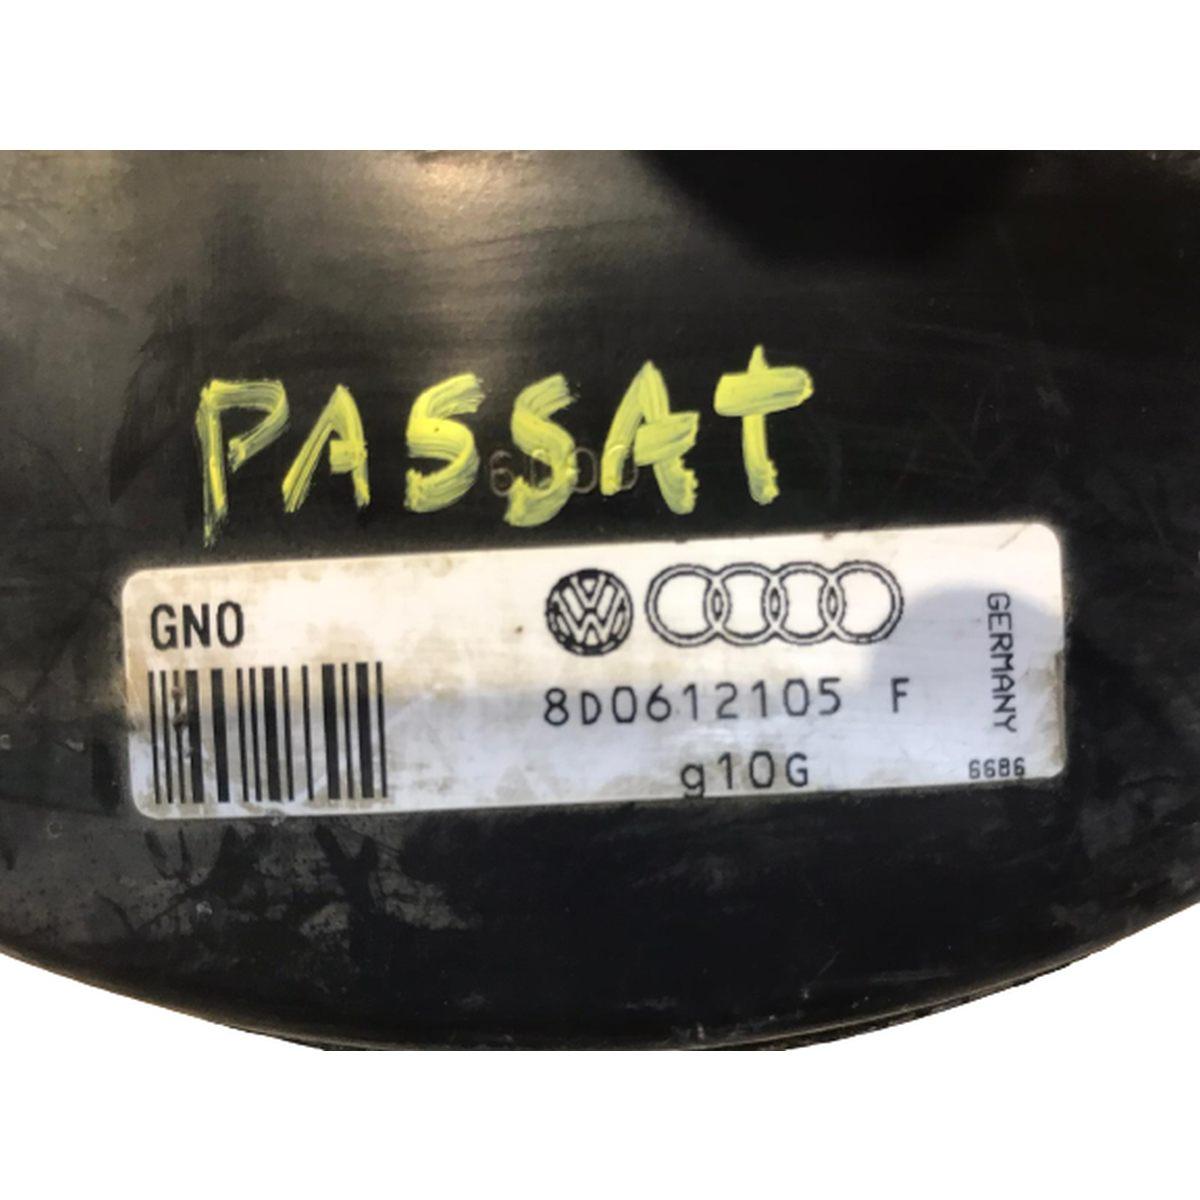 PASSAT
GNO
8D0612105 F
g10G
GERMANY
6686